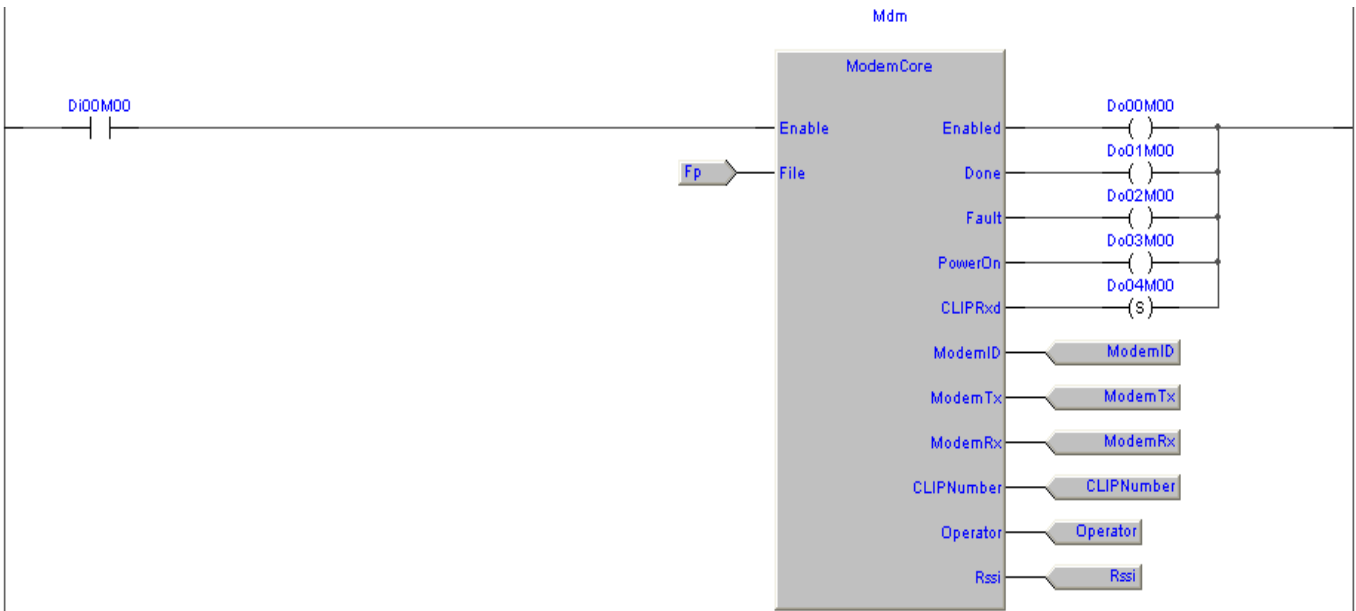 Mdm
ModemCore
Di00M00
Do00M00
Enable
Enabled
Do01M00
Fp
File
Done
Do02M00
Fault
Do03M00
PowerOn
Do04M00
CLIPRxd
S
ModemID
ModemID
ModemTx
ModemTx
ModemRx
ModemRx
CLIPNumber
CLIPNumber
Operator
Operator
Rssi
Rssi